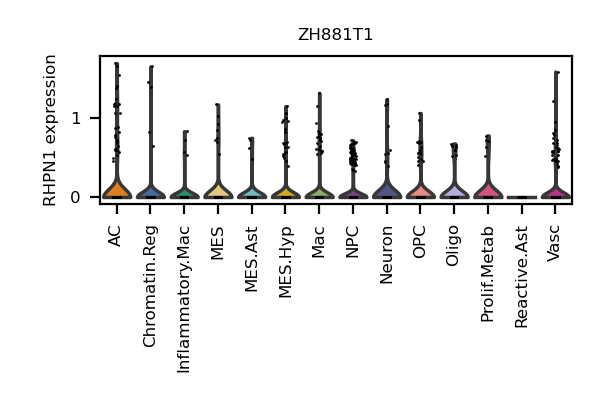 ZH881T1
RHPN1 expression
1
0
AC
Chromatin.Reg
Inflammatory.Mac
MES
MES.Ast
MES.Hyp
Mac
NPC
Neuron
OPC
Oligo
Prolif.Metab
Reactive.Ast
Vasc